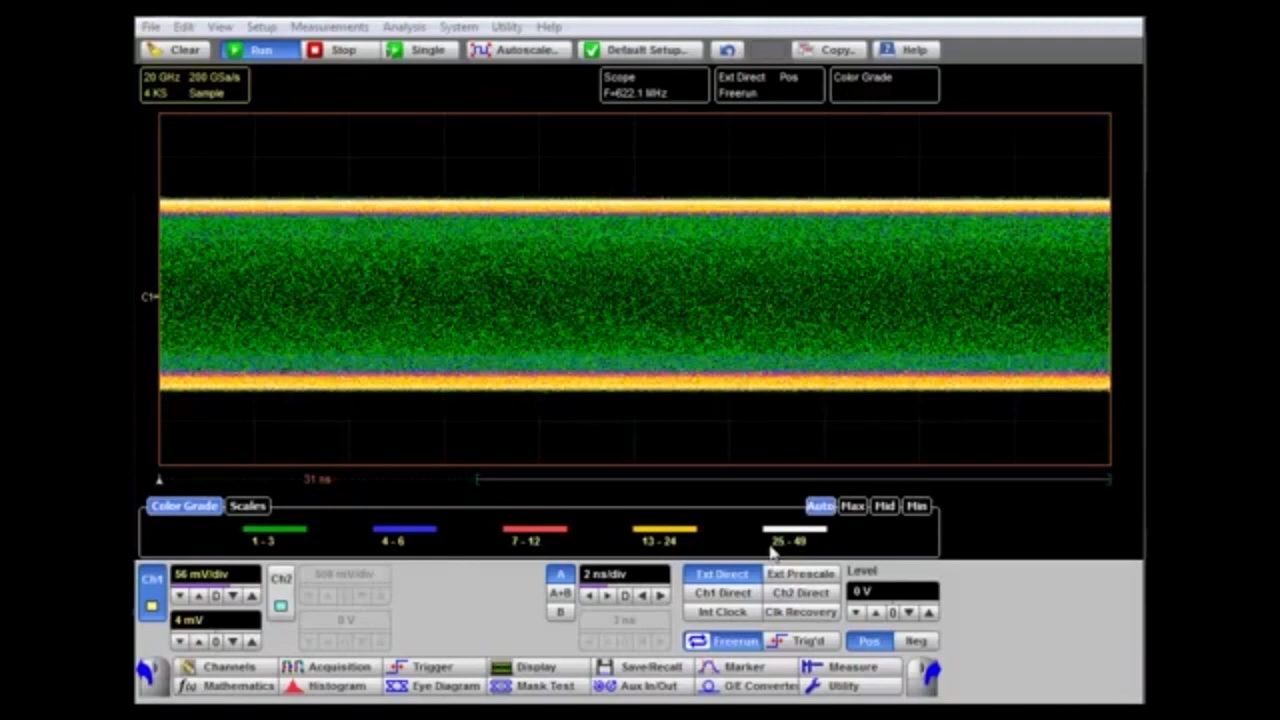 File Edit View Setup Measurements Analysis System Utility Help
Clear Run Stop Single Autoscale.. Default Setup.. Copy.. Help
20 GHz 200 GSa/s
4 KS Sample
Scope
F=622.1 MHz
Ext Direct Pos
Freerun
Color Grade
C1
31 ns
Color Grade Scales Auto Max Mid Min
1 - 3 4 - 6 7 - 12 13 - 24 25 - 49
Ch1 56 mV/div Ch2 A 2 ns/div Ext Prescale Level
D A+B D Ch1 Direct Ch2 Direct 0 V
4 mV 0 V B Int Clock Clk Recovery 0
0 Freerun Trig'd Pos Neg
Channels Acquisition Trigger Display Save/Recall Marker Measure
f(x) Mathematics Histogram Eye Diagram Mask Test Aux In/Out O/E Converter Utility